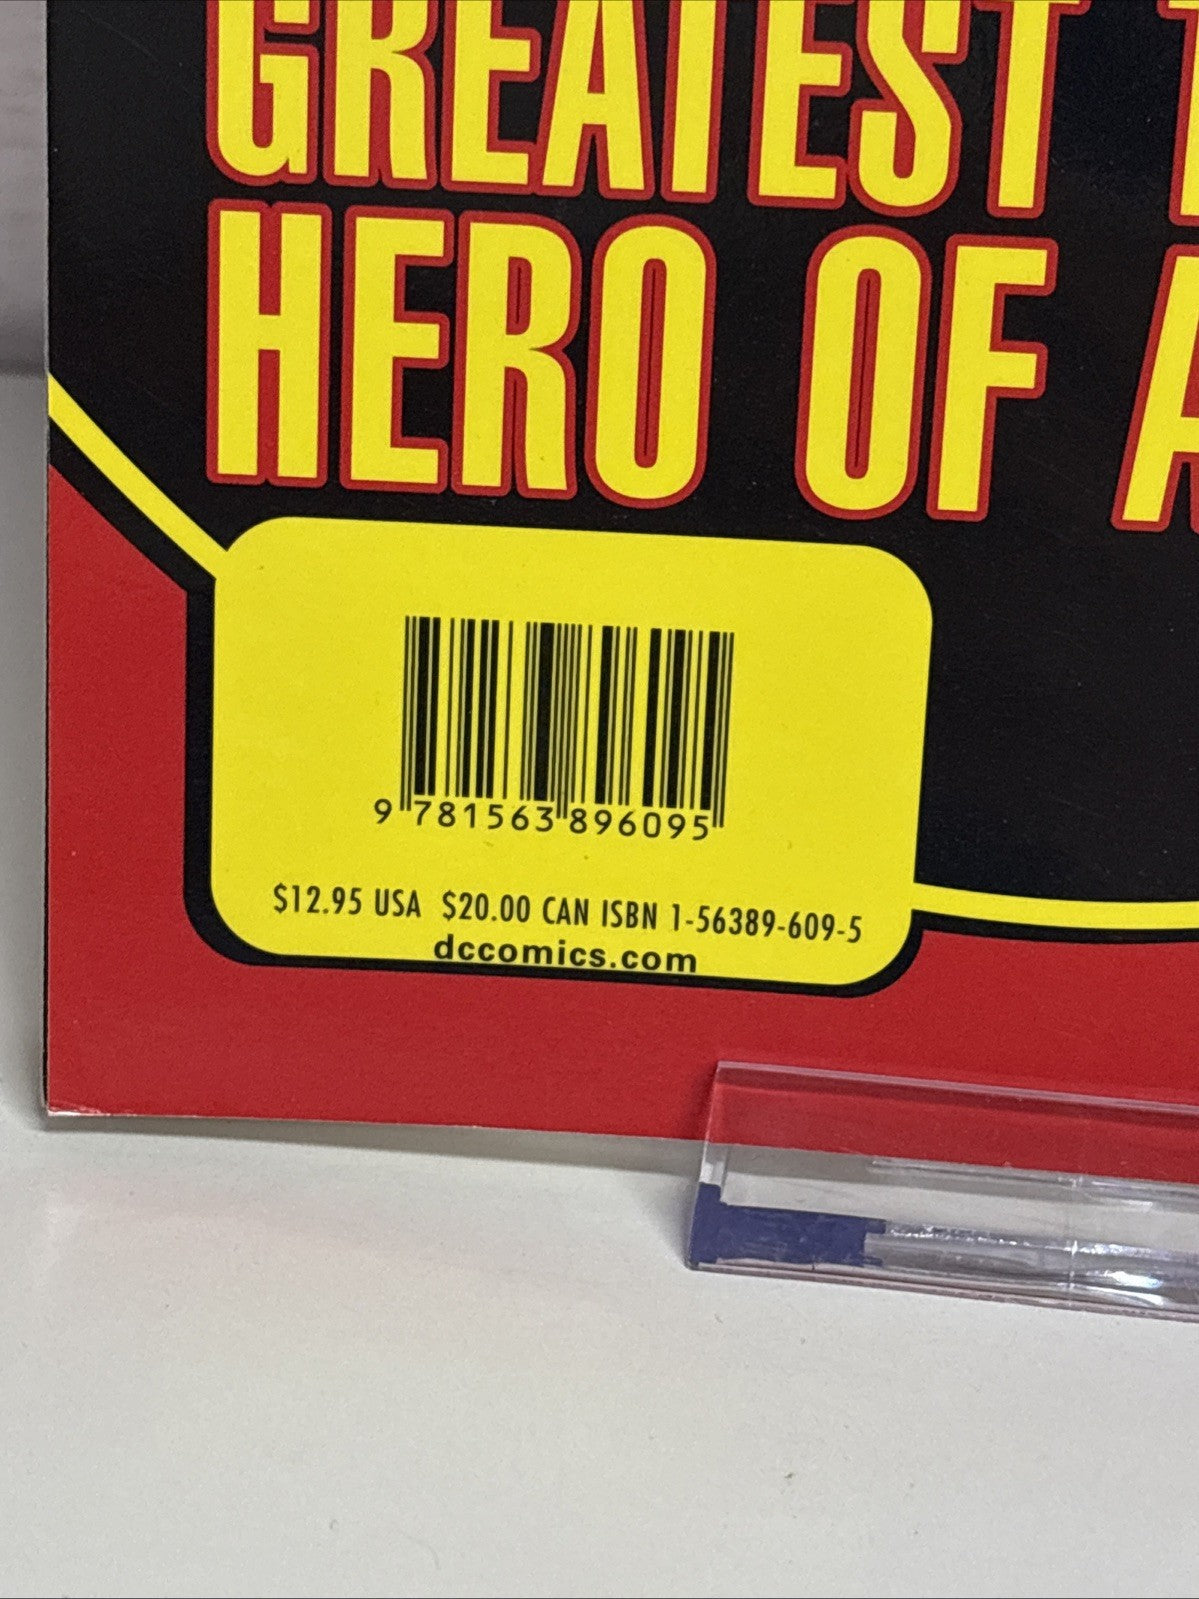 GREATEST
HERO OF
9 781563 896095
$12.95 USA $20.00 CAN ISBN 1-56389-609-5
dccomics.com